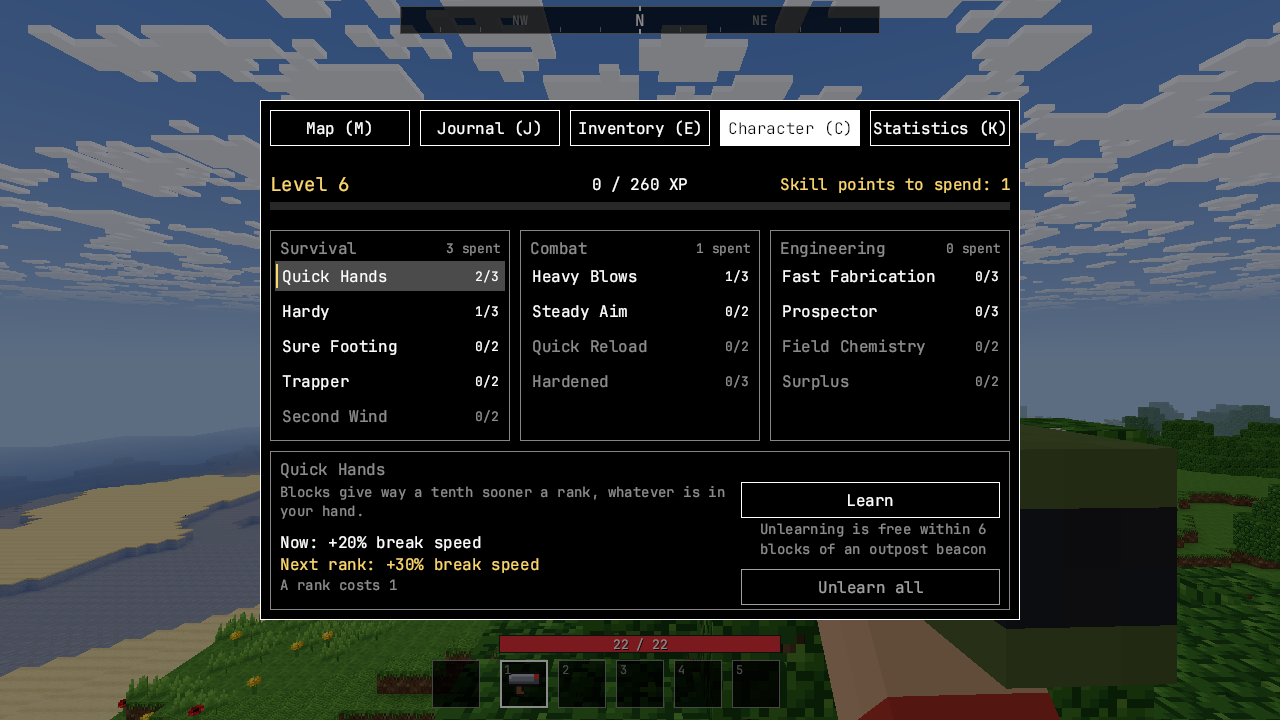 NW N NE
Map (M) Journal (J) Inventory (E) Character (C) Statistics (K)
Level 6 0 / 260 XP Skill points to spend: 1
Survival 3 spent
Quick Hands 2/3
Hardy 1/3
Sure Footing 0/2
Trapper 0/2
Second Wind 0/2
Combat 1 spent
Heavy Blows 1/3
Steady Aim 0/2
Quick Reload 0/2
Hardened 0/3
Engineering 0 spent
Fast Fabrication 0/3
Prospector 0/3
Field Chemistry 0/2
Surplus 0/2
Quick Hands
Blocks give way a tenth sooner a rank, whatever is in
your hand.
Now: +20% break speed
Next rank: +30% break speed
A rank costs 1
Learn
Unlearning is free within 6
blocks of an outpost beacon
Unlearn all
22 / 22
1 2 3 4 5